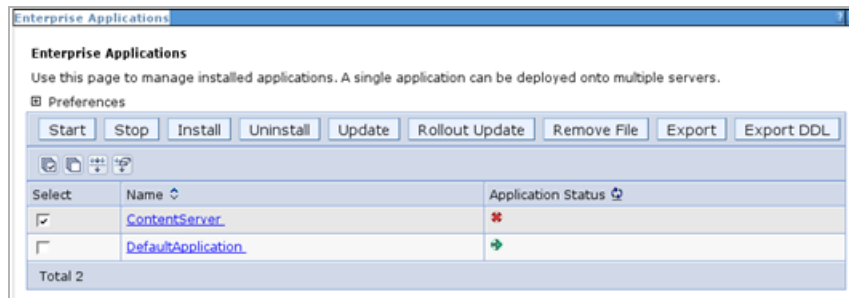 Enterprise Applications
Enterprise Applications
Use this page to manage installed applications. A single application can be deployed onto multiple servers.
Preferences
Start Stop Install Uninstall Update Rollout Update Remove File Export Export DDL
Select Name Application Status
ContentServer
DefaultApplication
Total 2